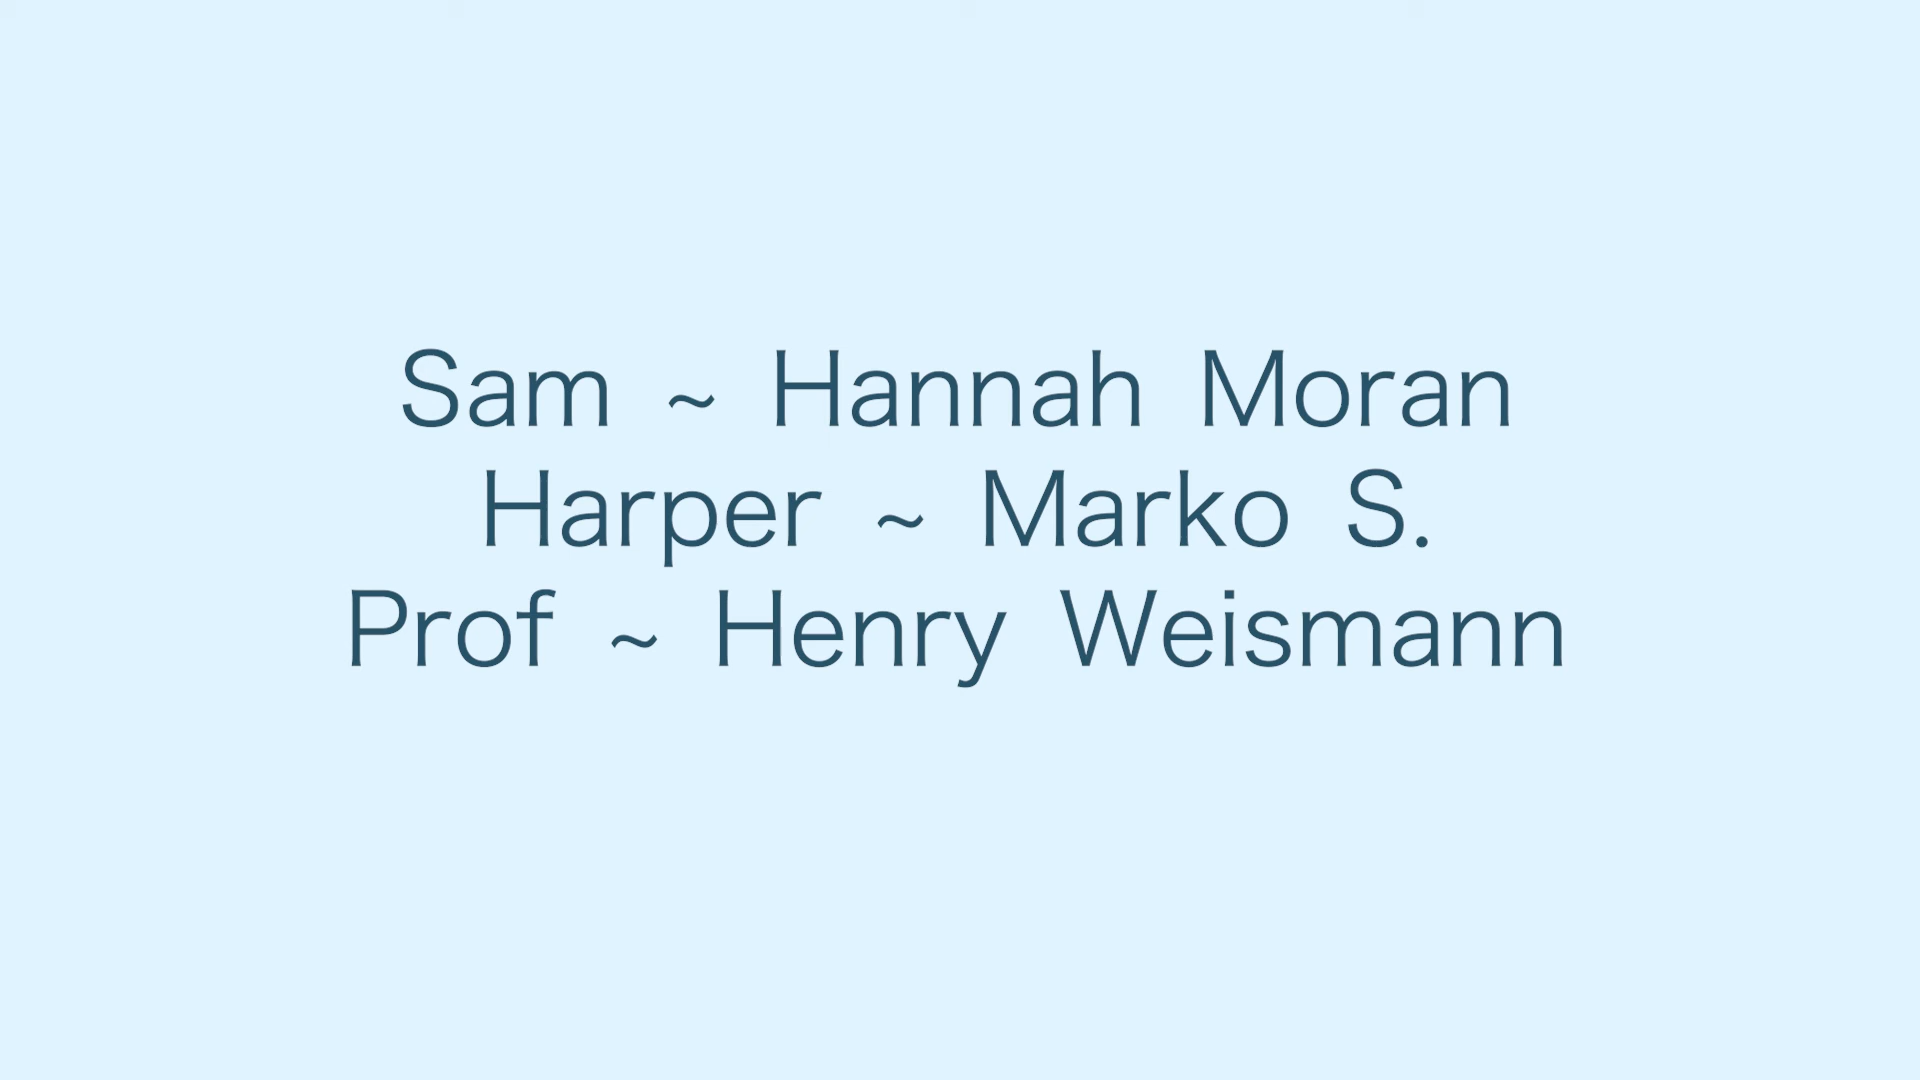 Sam ~ Hannah Moran
Harper ~ Marko S.
Prof ~ Henry Weismann